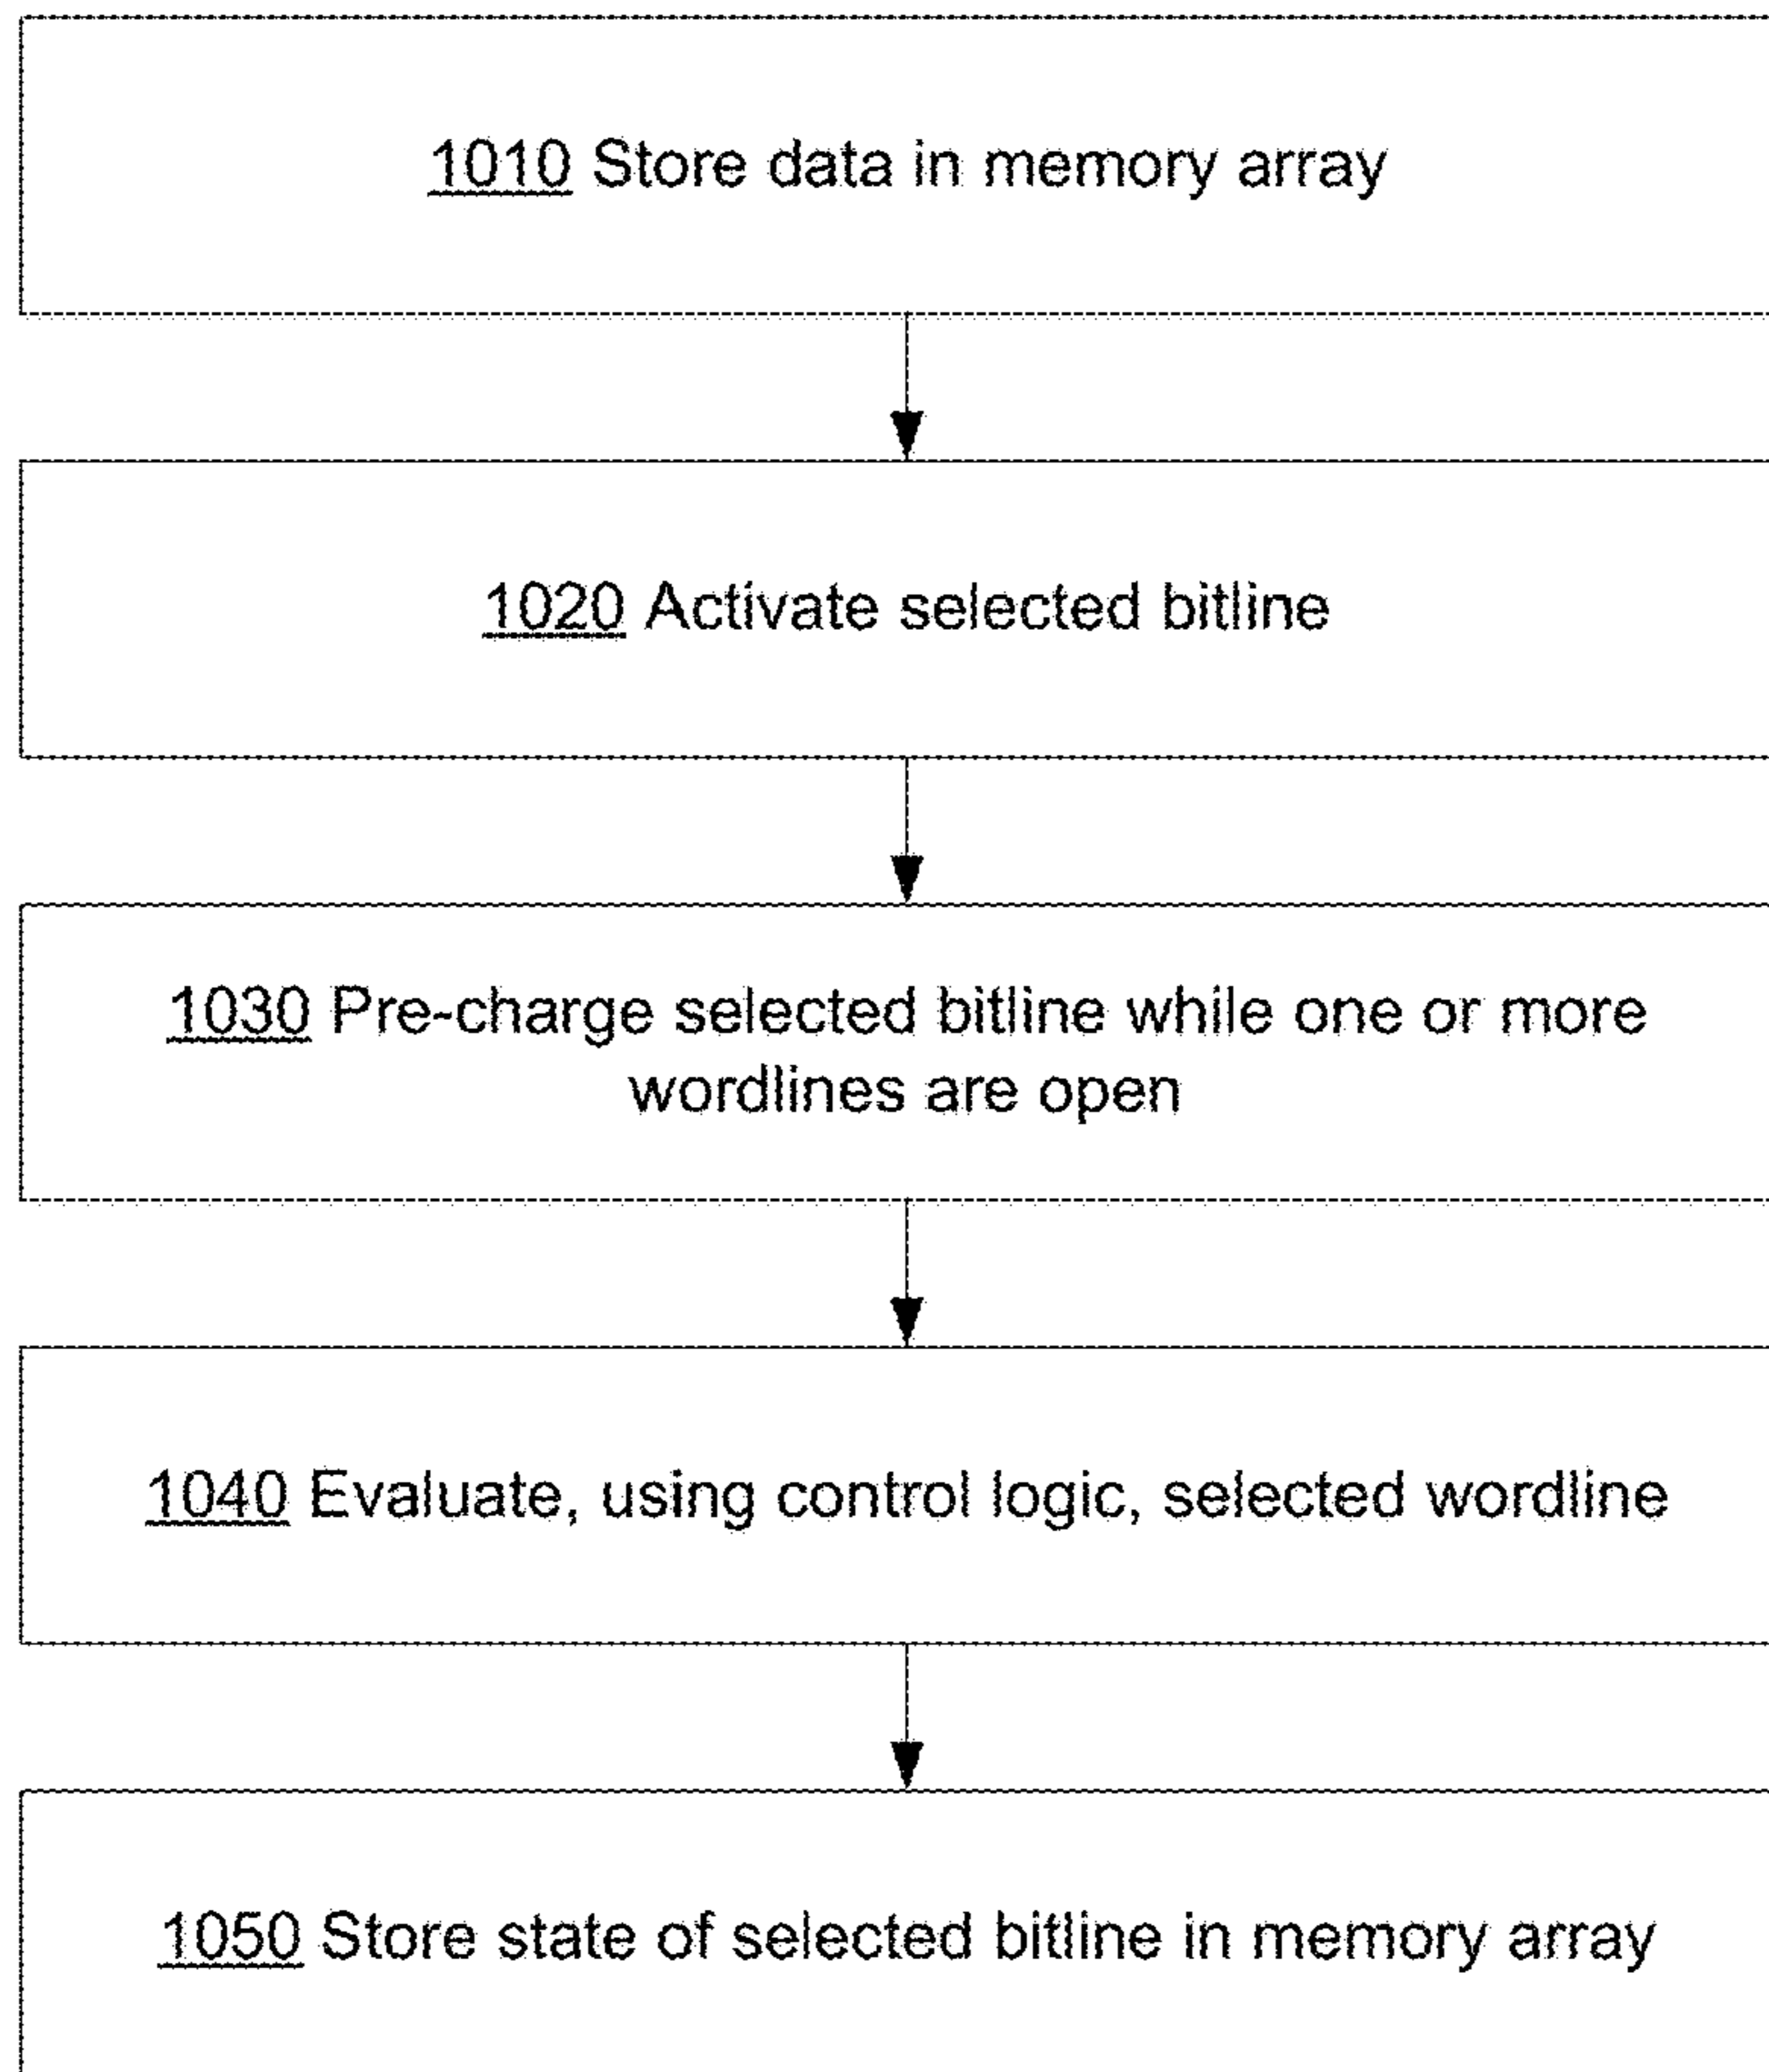 1010 Store data in memory array
1020 Activate selected bitline
1030 Pre-charge selected bitline while one or more
wordlines are open
1040 Evaluate, using control logic, selected wordline
1050 Store state of selected bitline in memory array